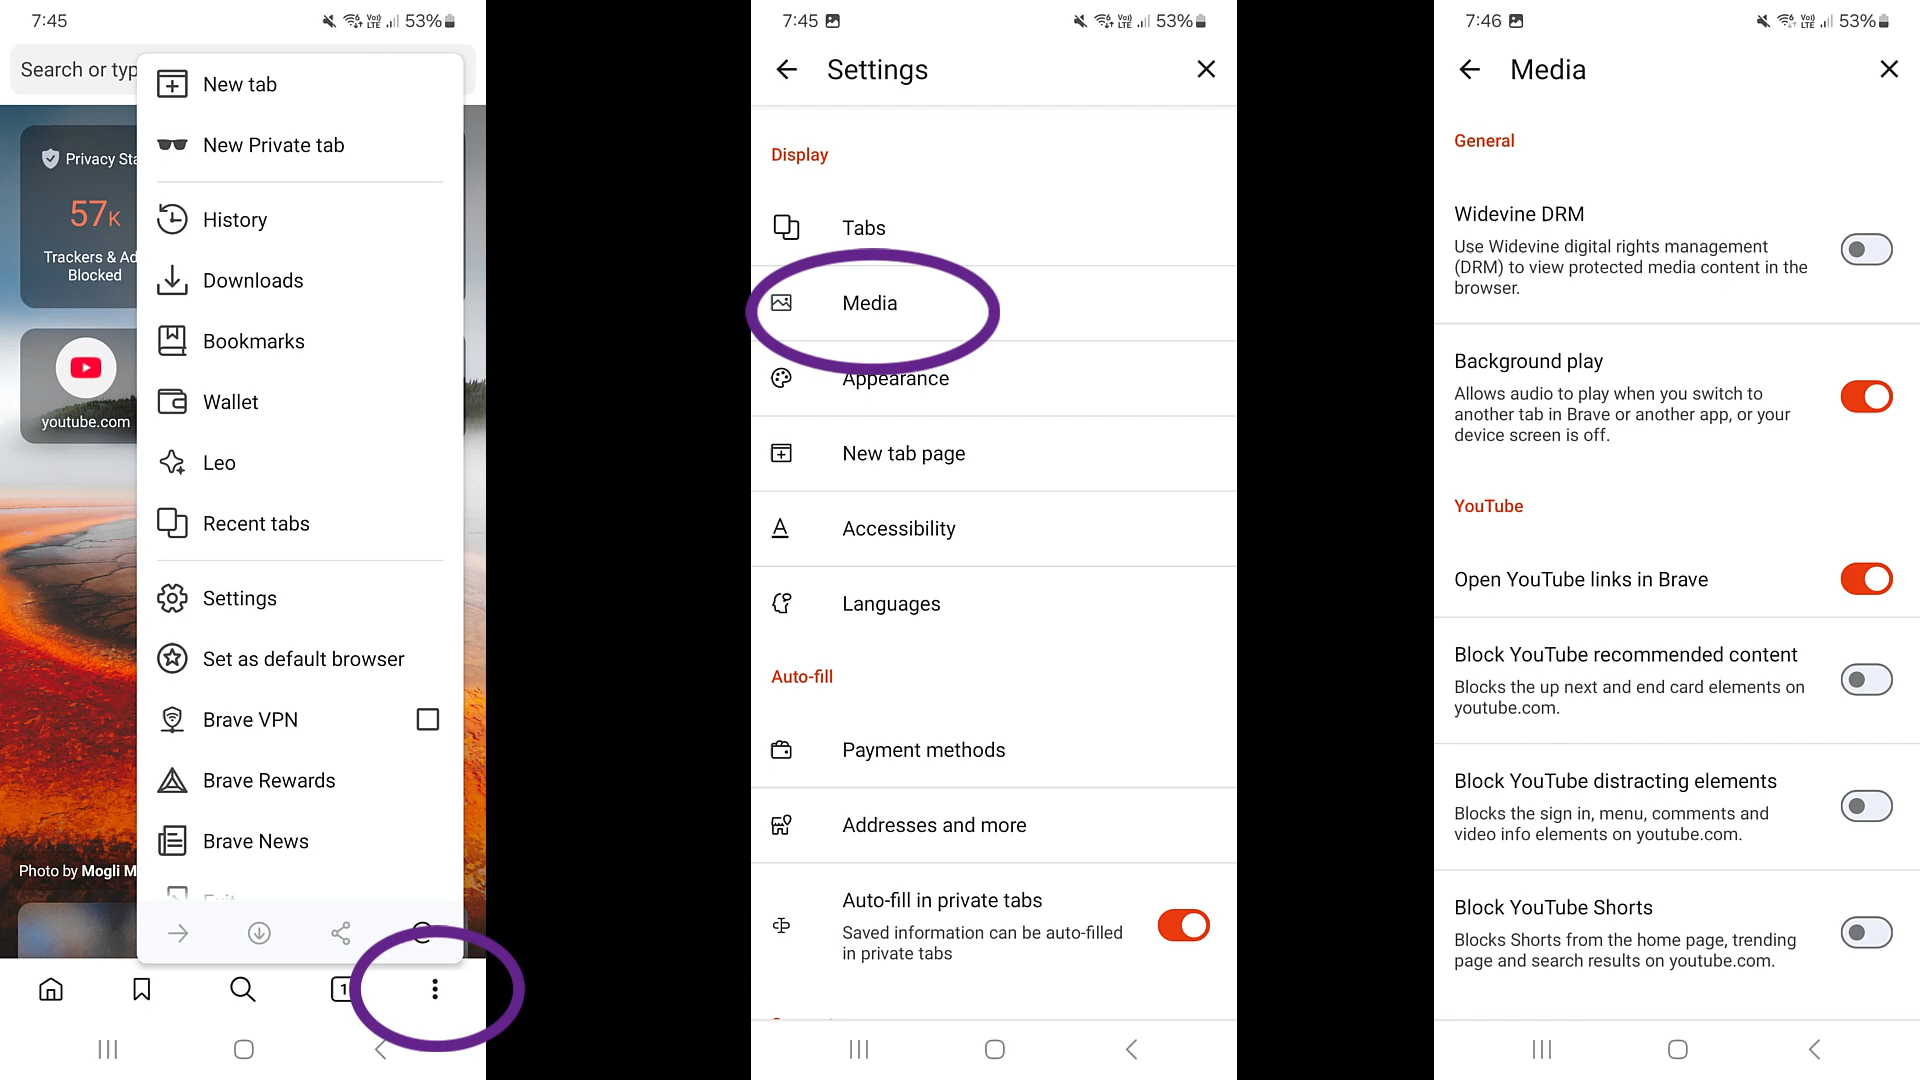 7:45
VoD LTE
53%
Search or typ
Privacy Sta
57K
Trackers & Ad
Blocked
youtube.com
Photo by Mogli M
New tab
New Private tab
History
Downloads
Bookmarks
Wallet
Leo
Recent tabs
Settings
Set as default browser
Brave VPN
Brave Rewards
Brave News
Exit
1
7:45
53%
Settings
Display
Tabs
Media
Appearance
New tab page
Accessibility
Languages
Auto-fill
Payment methods
Addresses and more
Auto-fill in private tabs
Saved information can be auto-filled
in private tabs
7:46
53%
Media
General
Widevine DRM
Use Widevine digital rights management
(DRM) to view protected media content in the
browser.
Background play
Allows audio to play when you switch to
another tab in Brave or another app, or your
device screen is off.
YouTube
Open YouTube links in Brave
Block YouTube recommended content
Blocks the up next and end card elements on
youtube.com.
Block YouTube distracting elements
Blocks the sign in, menu, comments and
video info elements on youtube.com.
Block YouTube Shorts
Blocks Shorts from the home page, trending
page and search results on youtube.com.